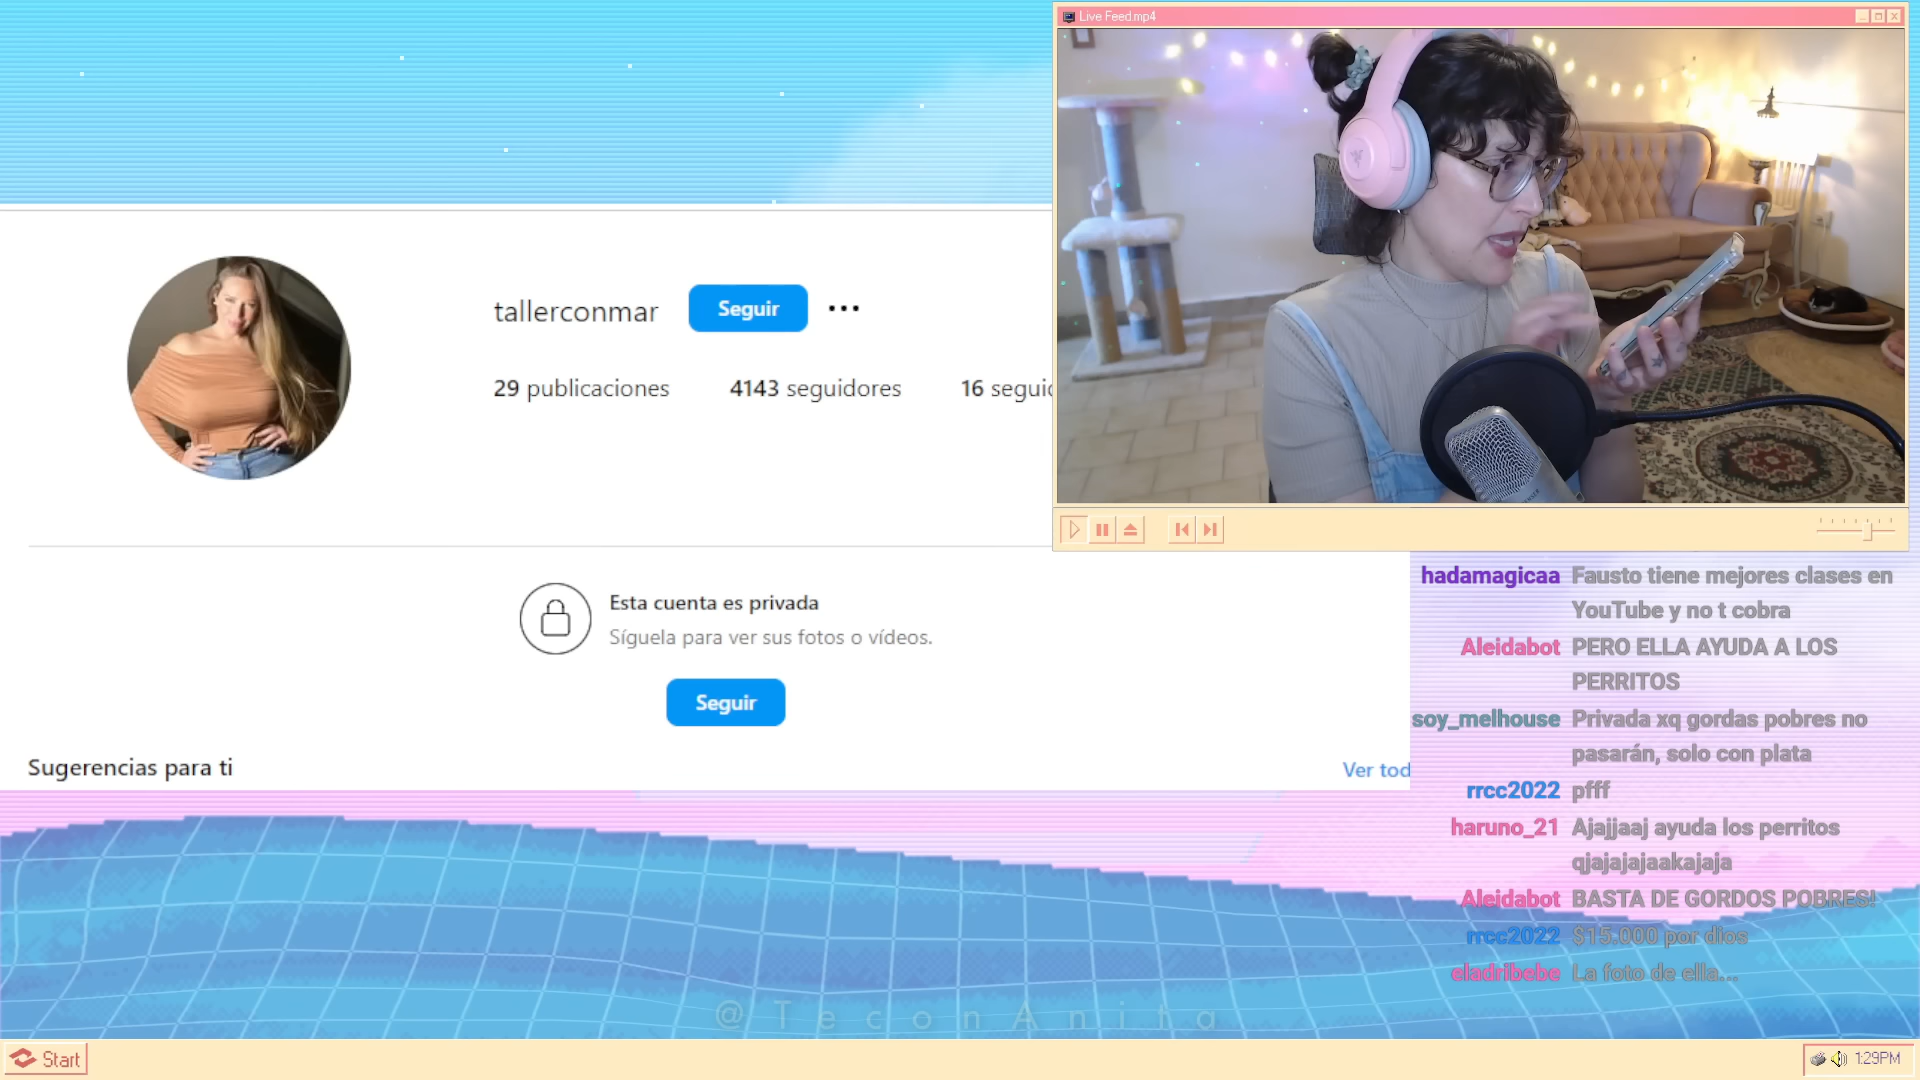 Live Feed.mp4
tallerconmar
Seguir
29 publicaciones
4143 seguidores
16 seguid
Esta cuenta es privada
Síguela para ver sus fotos o vídeos.
Seguir
Sugerencias para ti
Ver tod
hadamagicaa Fausto tiene mejores clases en
YouTube y no t cobra
Aleidabot PERO ELLA AYUDA A LOS
PERRITOS
soy_melhouse Privada xq gordas pobres no
pasarán, solo con plata
rrcc2022 pfff
haruno_21 Ajajjaaj ayuda los perritos
qjajajajaakajaja
Aleidabot BASTA DE GORDOS POBRES!
rrcc2022 $15.000 por dios
eladribebe La foto de ella...
@TeconAnita
Start
1:29PM